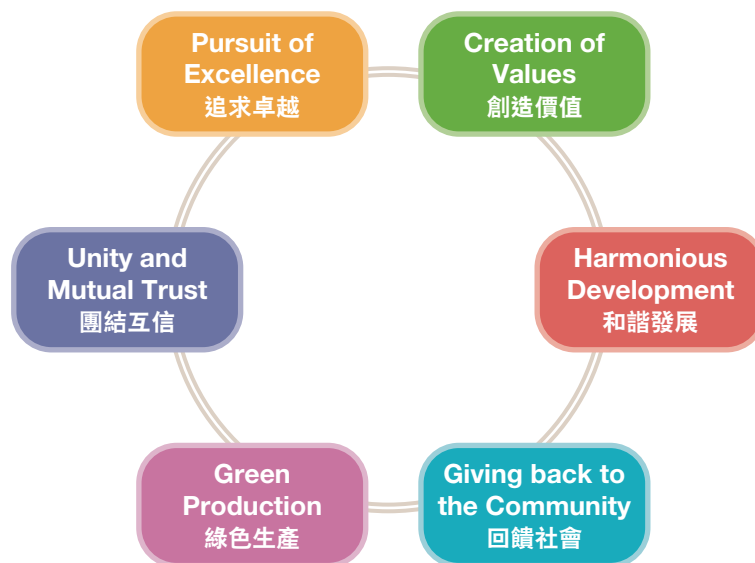 Pursuit of
Excellence
追求卓越
Creation of
Values
創造價值
Unity and
Mutual Trust
團結互信
Harmonious
Development
和諧發展
Green
Production
綠色生產
Giving back to
the Community
回饋社會